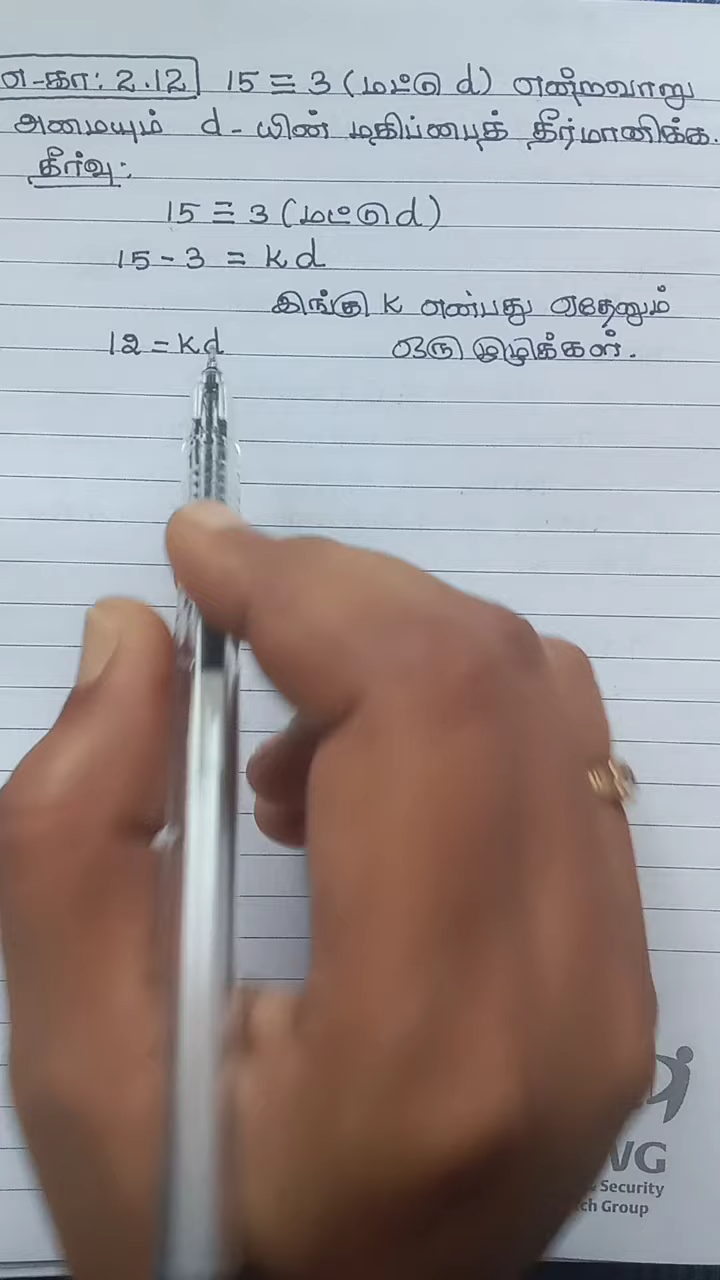 எ-கா: 2.12 15 ≡ 3 (மட்டு d) என்றவாறு
அமையும் d-யின் மதிப்பைத் தீர்மானிக்க.
தீர்வு:
15 ≡ 3 (மட்டு d)
15 - 3 = kd
இங்கு k என்பது ஏதேனும்
12 = kd ஒரு முழுக்கள்.
VG
Security
ch Group